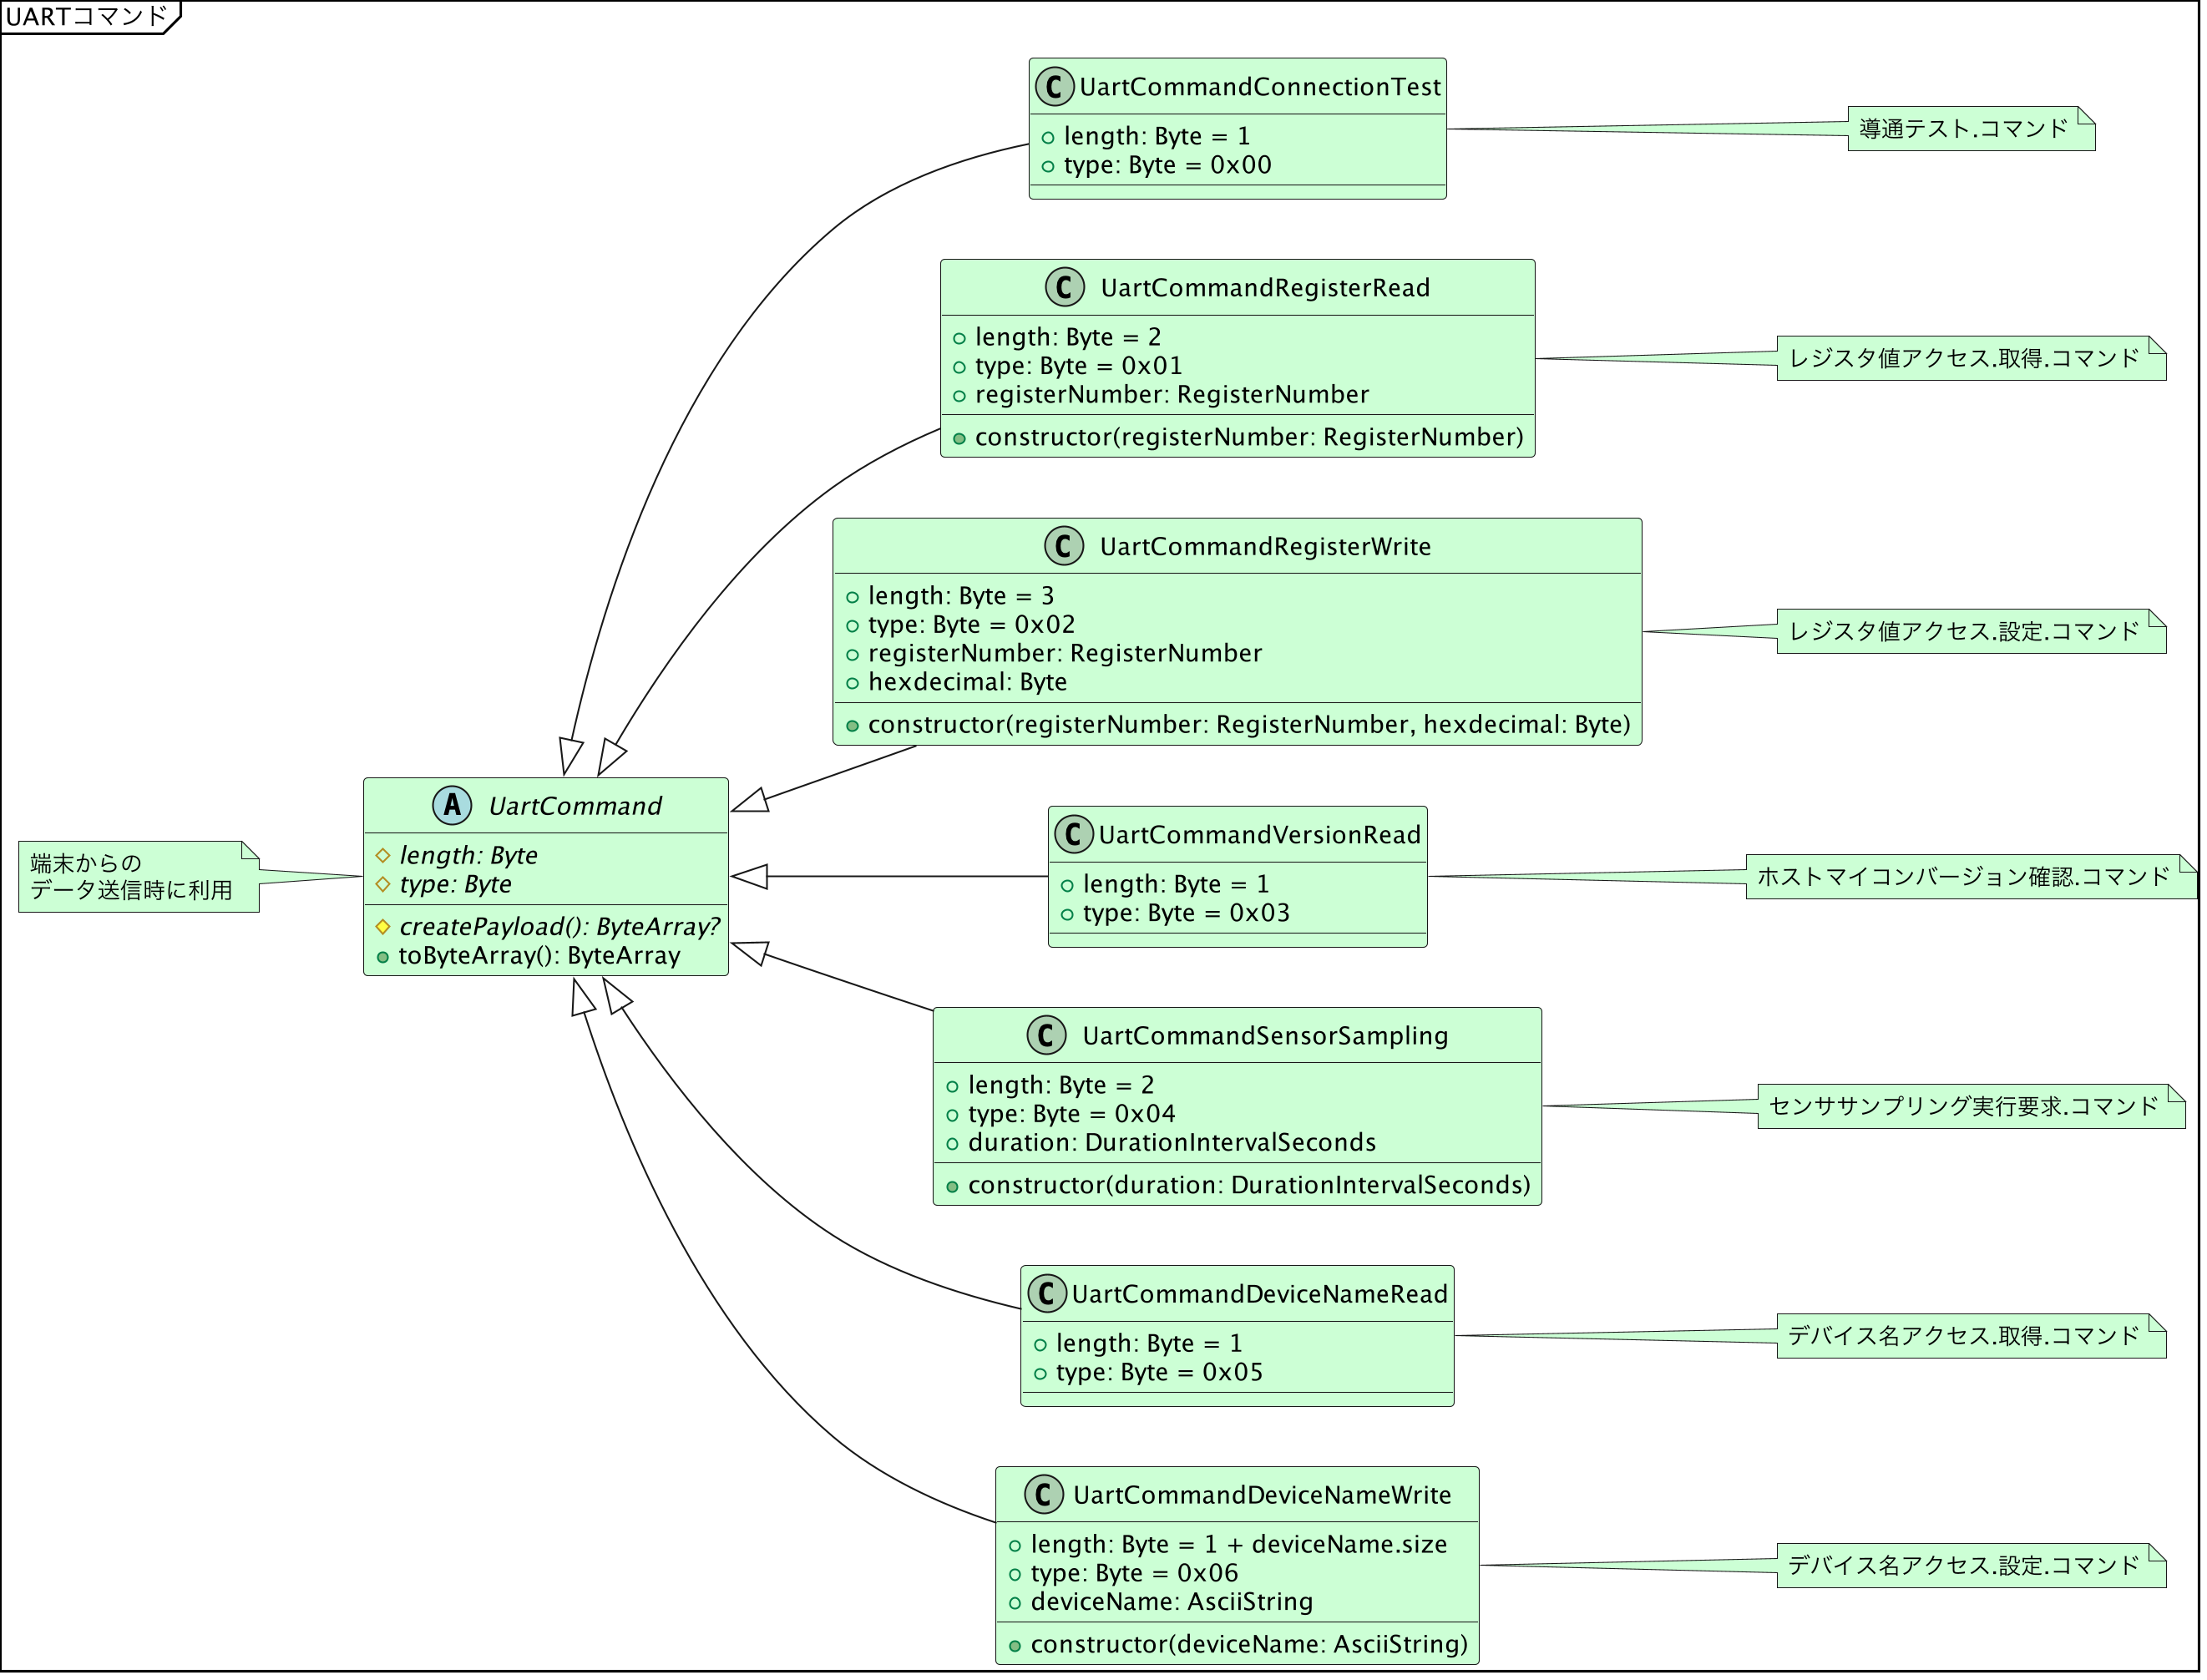 UARTコマンド
C UartCommandConnectionTest
length: Byte = 1
type: Byte = 0x00
導通テスト.コマンド
C UartCommandRegisterRead
length: Byte = 2
type: Byte = 0x01
registerNumber: RegisterNumber
constructor(registerNumber: RegisterNumber)
レジスタ値アクセス.取得.コマンド
C UartCommandRegisterWrite
length: Byte = 3
type: Byte = 0x02
registerNumber: RegisterNumber
hexdecimal: Byte
constructor(registerNumber: RegisterNumber, hexdecimal: Byte)
レジスタ値アクセス.設定.コマンド
端末からの
データ送信時に利用
A UartCommand
length: Byte
type: Byte
createPayload(): ByteArray?
toByteArray(): ByteArray
C UartCommandVersionRead
length: Byte = 1
type: Byte = 0x03
ホストマイコンバージョン確認.コマンド
C UartCommandSensorSampling
length: Byte = 2
type: Byte = 0x04
duration: DurationIntervalSeconds
constructor(duration: DurationIntervalSeconds)
センササンプリング実行要求.コマンド
C UartCommandDeviceNameRead
length: Byte = 1
type: Byte = 0x05
デバイス名アクセス.取得.コマンド
C UartCommandDeviceNameWrite
length: Byte = 1 + deviceName.size
type: Byte = 0x06
deviceName: AsciiString
constructor(deviceName: AsciiString)
デバイス名アクセス.設定.コマンド